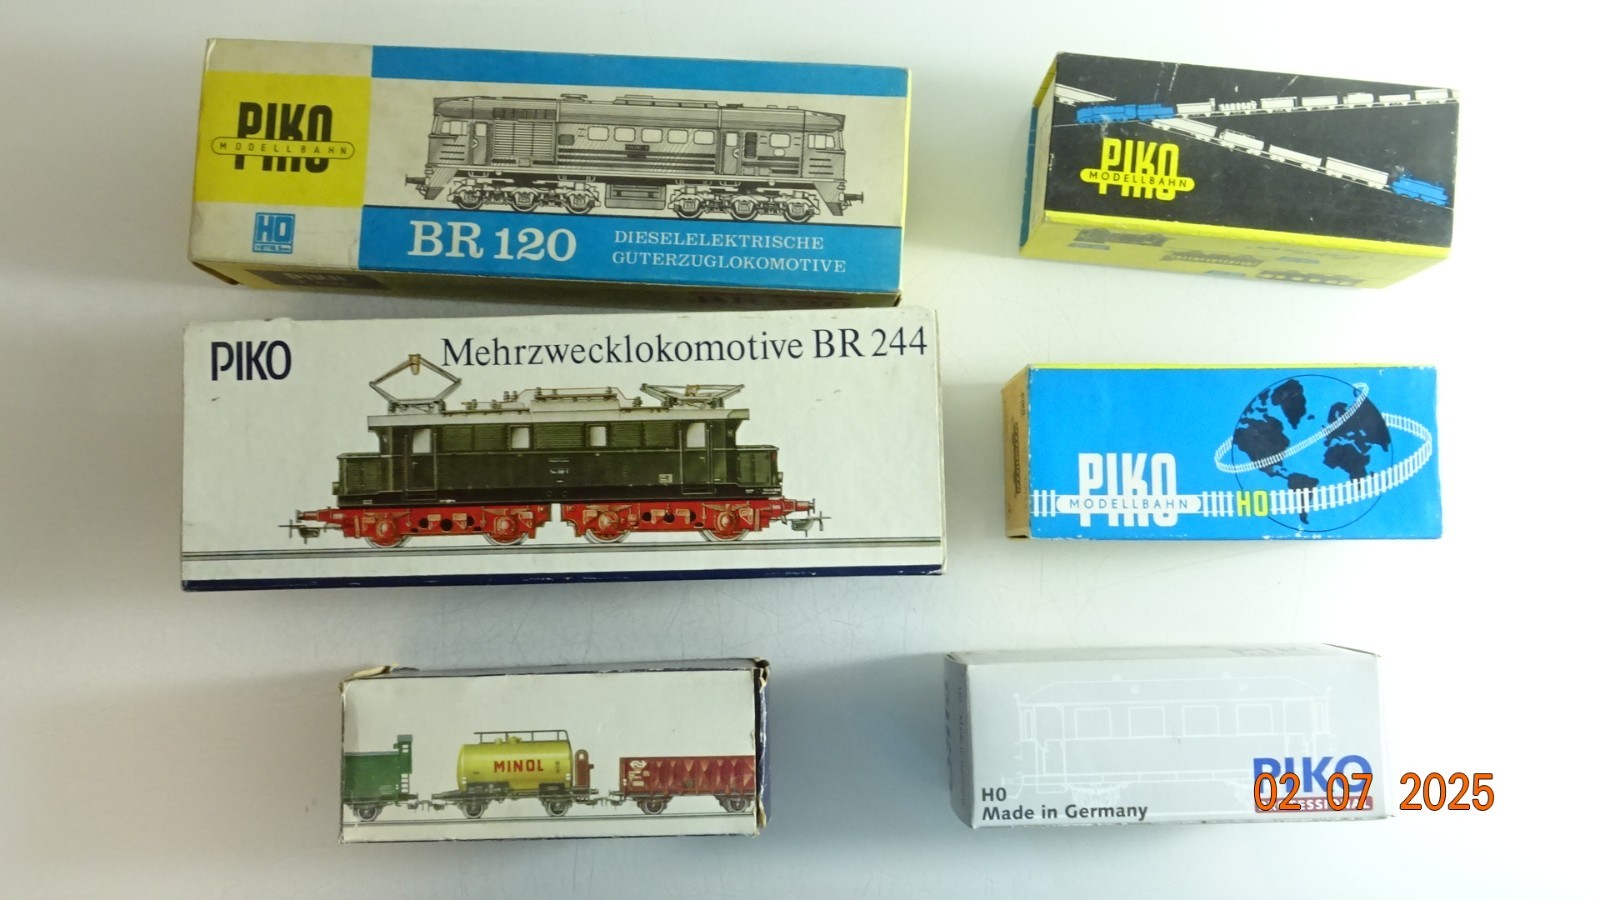 PIKO
MODELLBAHN
HO
BR 120
DIESELELEKTRISCHE
GUTERZUGLOKOMOTIVE
PIKO
MODELLBAHN
PIKO
Mehrzwecklokomotive BR 244
PIKO
MODELLBAHN
HO
MINOL
H0
Made in Germany
PIKO
02 07 2025